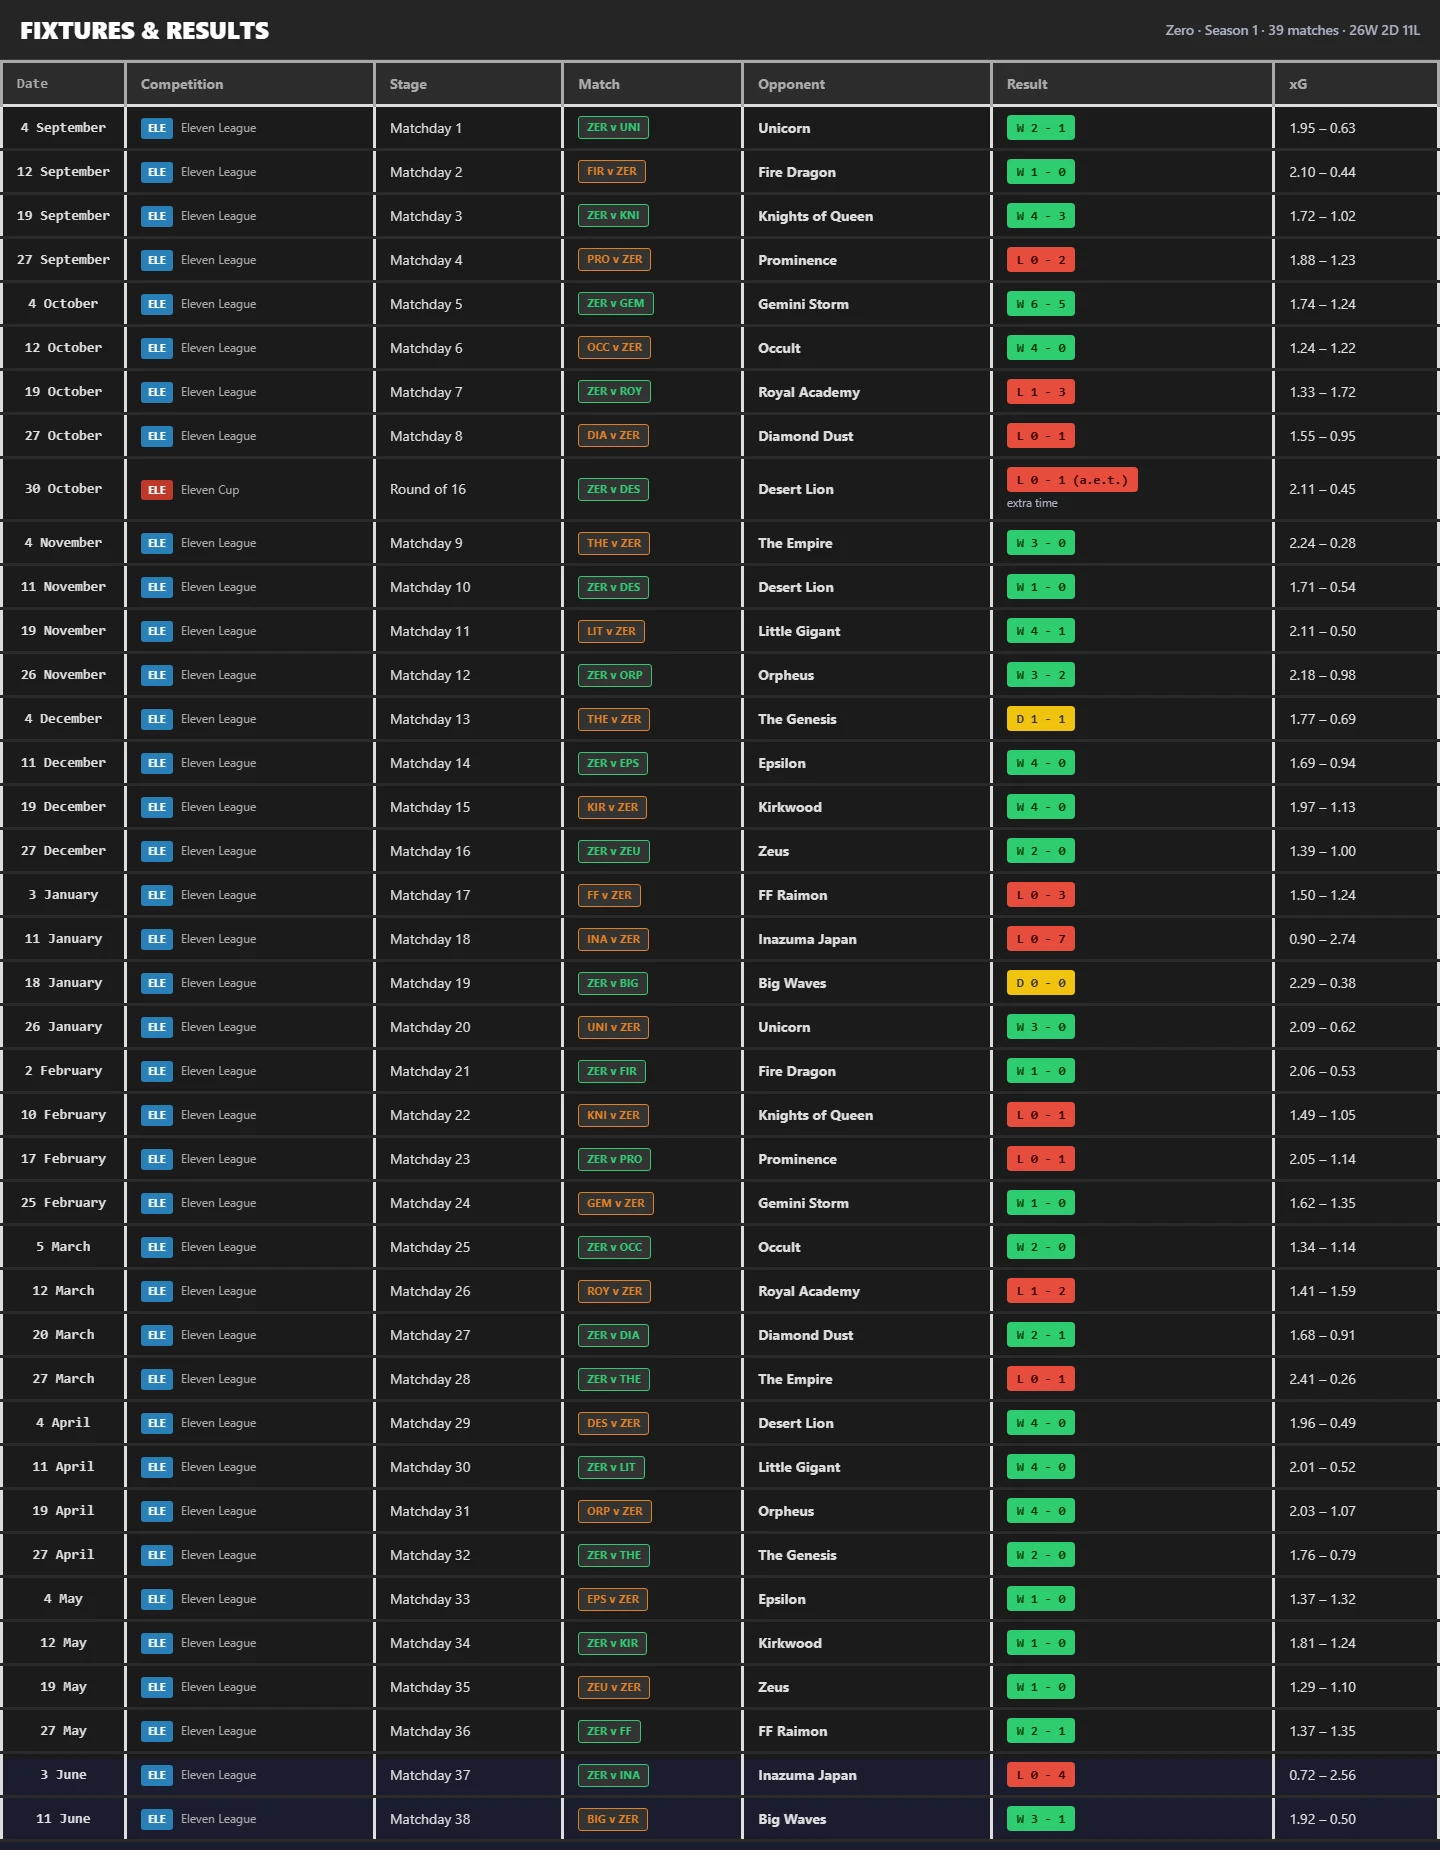 FIXTURES & RESULTS
Zero · Season 1 · 39 matches · 26W 2D 11L
Date Competition Stage Match Opponent Result xG
4 September ELE Eleven League Matchday 1 ZER v UNI Unicorn W 2 - 1 1.95 – 0.63
12 September ELE Eleven League Matchday 2 FIR v ZER Fire Dragon W 1 - 0 2.10 – 0.44
19 September ELE Eleven League Matchday 3 ZER v KNI Knights of Queen W 4 - 3 1.72 – 1.02
27 September ELE Eleven League Matchday 4 PRO v ZER Prominence L 0 - 2 1.88 – 1.23
4 October ELE Eleven League Matchday 5 ZER v GEM Gemini Storm W 6 - 5 1.74 – 1.24
12 October ELE Eleven League Matchday 6 OCC v ZER Occult W 4 - 0 1.24 – 1.22
19 October ELE Eleven League Matchday 7 ZER v ROY Royal Academy L 1 - 3 1.33 – 1.72
27 October ELE Eleven League Matchday 8 DIA v ZER Diamond Dust L 0 - 1 1.55 – 0.95
30 October ELE Eleven Cup Round of 16 ZER v DES Desert Lion L 0 - 1 (a.e.t.) 2.11 – 0.45
extra time
4 November ELE Eleven League Matchday 9 THE v ZER The Empire W 3 - 0 2.24 – 0.28
11 November ELE Eleven League Matchday 10 ZER v DES Desert Lion W 1 - 0 1.71 – 0.54
19 November ELE Eleven League Matchday 11 LIT v ZER Little Gigant W 4 - 1 2.11 – 0.50
26 November ELE Eleven League Matchday 12 ZER v ORP Orpheus W 3 - 2 2.18 – 0.98
4 December ELE Eleven League Matchday 13 THE v ZER The Genesis D 1 - 1 1.77 – 0.69
11 December ELE Eleven League Matchday 14 ZER v EPS Epsilon W 4 - 0 1.69 – 0.94
19 December ELE Eleven League Matchday 15 KIR v ZER Kirkwood W 4 - 0 1.97 – 1.13
27 December ELE Eleven League Matchday 16 ZER v ZEU Zeus W 2 - 0 1.39 – 1.00
3 January ELE Eleven League Matchday 17 FF v ZER FF Raimon L 0 - 3 1.50 – 1.24
11 January ELE Eleven League Matchday 18 INA v ZER Inazuma Japan L 0 - 7 0.90 – 2.74
18 January ELE Eleven League Matchday 19 ZER v BIG Big Waves D 0 - 0 2.29 – 0.38
26 January ELE Eleven League Matchday 20 UNI v ZER Unicorn W 3 - 0 2.09 – 0.62
2 February ELE Eleven League Matchday 21 ZER v FIR Fire Dragon W 1 - 0 2.06 – 0.53
10 February ELE Eleven League Matchday 22 KNI v ZER Knights of Queen L 0 - 1 1.49 – 1.05
17 February ELE Eleven League Matchday 23 ZER v PRO Prominence L 0 - 1 2.05 – 1.14
25 February ELE Eleven League Matchday 24 GEM v ZER Gemini Storm W 1 - 0 1.62 – 1.35
5 March ELE Eleven League Matchday 25 ZER v OCC Occult W 2 - 0 1.34 – 1.14
12 March ELE Eleven League Matchday 26 ROY v ZER Royal Academy L 1 - 2 1.41 – 1.59
20 March ELE Eleven League Matchday 27 ZER v DIA Diamond Dust W 2 - 1 1.68 – 0.91
27 March ELE Eleven League Matchday 28 ZER v THE The Empire L 0 - 1 2.41 – 0.26
4 April ELE Eleven League Matchday 29 DES v ZER Desert Lion W 4 - 0 1.96 – 0.49
11 April ELE Eleven League Matchday 30 ZER v LIT Little Gigant W 4 - 0 2.01 – 0.52
19 April ELE Eleven League Matchday 31 ORP v ZER Orpheus W 4 - 0 2.03 – 1.07
27 April ELE Eleven League Matchday 32 ZER v THE The Genesis W 2 - 0 1.76 – 0.79
4 May ELE Eleven League Matchday 33 EPS v ZER Epsilon W 1 - 0 1.37 – 1.32
12 May ELE Eleven League Matchday 34 ZER v KIR Kirkwood W 1 - 0 1.81 – 1.24
19 May ELE Eleven League Matchday 35 ZEU v ZER Zeus W 1 - 0 1.29 – 1.10
27 May ELE Eleven League Matchday 36 ZER v FF FF Raimon W 2 - 1 1.37 – 1.35
3 June ELE Eleven League Matchday 37 ZER v INA Inazuma Japan L 0 - 4 0.72 – 2.56
11 June ELE Eleven League Matchday 38 BIG v ZER Big Waves W 3 - 1 1.92 – 0.50